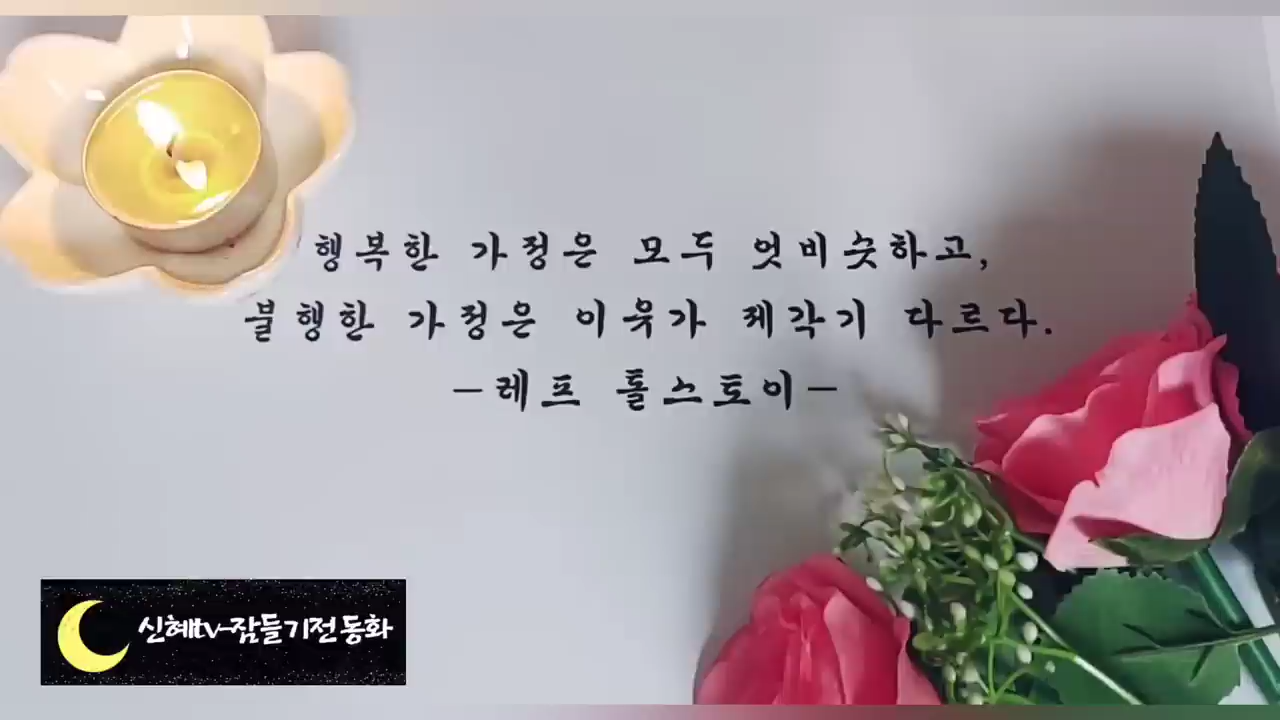 행복한 가정은 모두 엇비슷하고,
불행한 가정은 이유가 제각기 다르다.
-레프 톨스토이-
신혜tv-잠들기전 동화